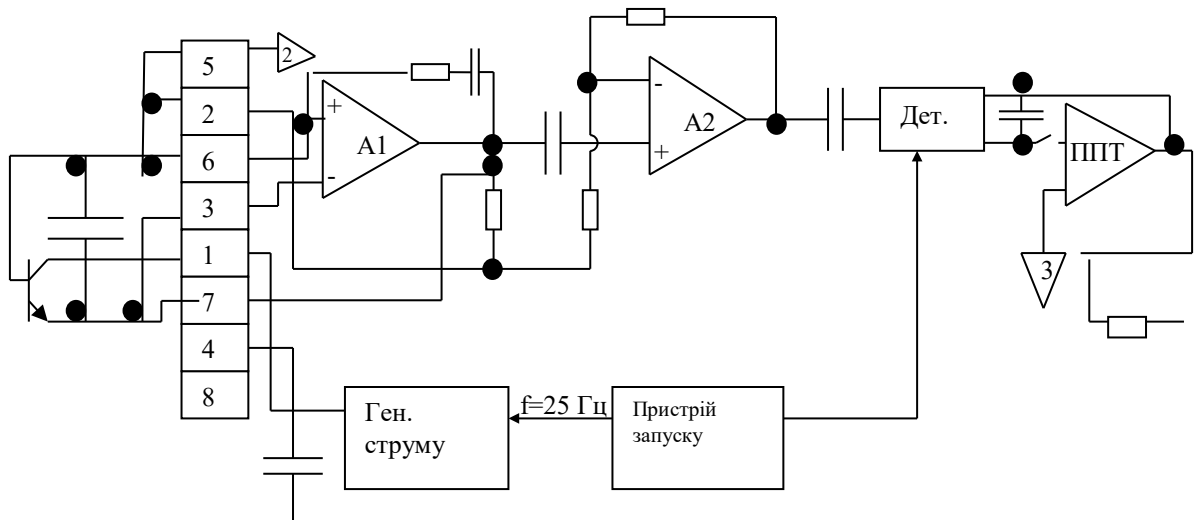 5
2
6
3
1
7
4
8
2
+
-
A1
-
+
A2
Дет.
ППТ
3
Ген.
струму
f=25 Гц
Пристрій
запуску